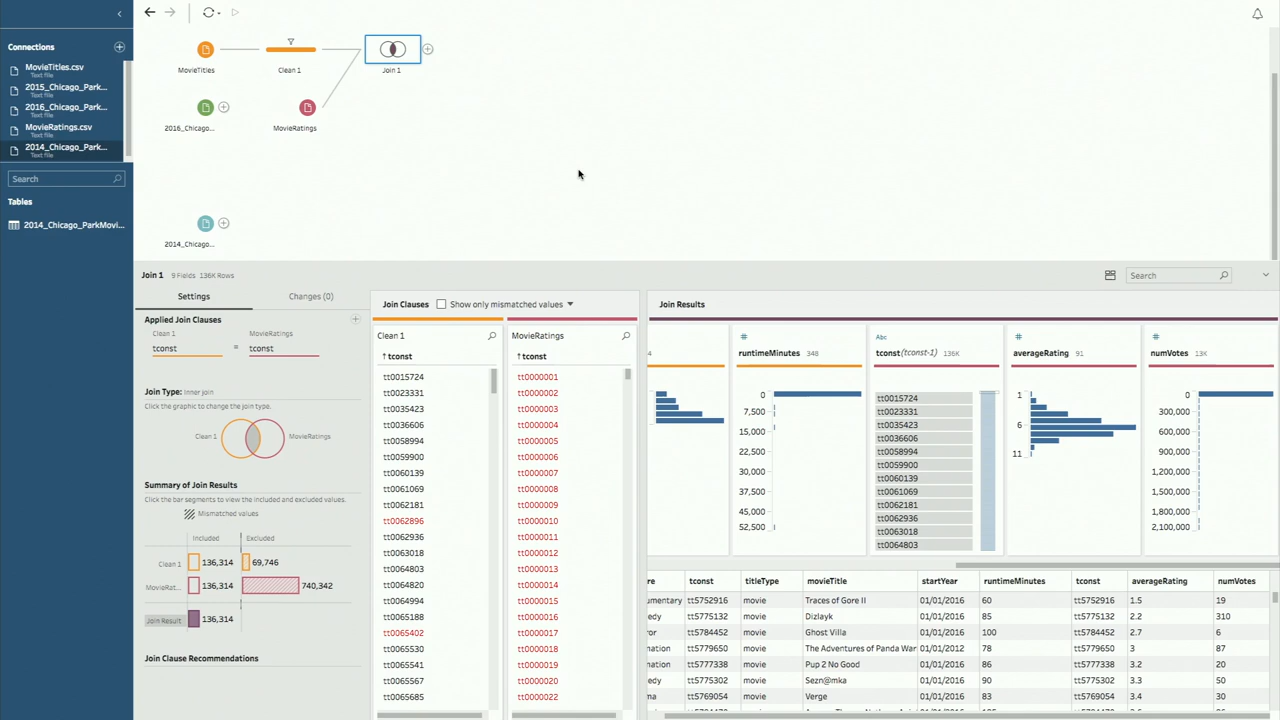 Connections
MovieTitles.csv
Text file
2015_Chicago_Park...
Text file
2016_Chicago_Park...
Text file
MovieRatings.csv
Text file
2014_Chicago_Park...
Text file
Search
Tables
2014_Chicago_ParkMovi...
MovieTitles
Clean 1
Join 1
2016_Chicago...
MovieRatings
2014_Chicago...
Join 1 9 Fields 136K Rows
Search
Settings
Changes (0)
Applied Join Clauses
Clean 1 MovieRatings
tconst = tconst
Join Type: Inner join
Click the graphic to change the join type.
Clean 1 MovieRatings
Summary of Join Results
Click the bar segments to view the included and excluded values.
Mismatched values
Included Excluded
Clean 1 136,314 69,746
MovieRat... 136,314 740,342
Join Result 136,314
Join Clause Recommendations
Join Clauses Show only mismatched values
Clean 1
tconst
tt0015724
tt0023331
tt0035423
tt0036606
tt0058994
tt0059900
tt0060139
tt0061069
tt0062181
tt0062896
tt0062936
tt0063018
tt0064803
tt0064820
tt0064994
tt0065188
tt0065402
tt0065530
tt0065541
tt0065567
tt0065685
MovieRatings
tconst
tt0000001
tt0000002
tt0000003
tt0000004
tt0000005
tt0000006
tt0000007
tt0000008
tt0000009
tt0000010
tt0000011
tt0000012
tt0000013
tt0000014
tt0000015
tt0000016
tt0000017
tt0000018
tt0000019
tt0000020
tt0000022
Join Results
4
#
runtimeMinutes 348
0
7,500
15,000
22,500
30,000
37,500
45,000
52,500
Abc
tconst(tconst-1) 136K
tt0015724
tt0023331
tt0035423
tt0036606
tt0058994
tt0059900
tt0060139
tt0061069
tt0062181
tt0062936
tt0063018
tt0064803
#
averageRating 91
1
6
11
#
numVotes 13K
0
300,000
600,000
900,000
1,200,000
1,500,000
1,800,000
2,100,000
re tconst titleType movieTitle startYear runtimeMinutes tconst averageRating numVotes
umentary tt5752916 movie Traces of Gore II 01/01/2016 60 tt5752916 1.5 19
edy tt5775132 movie Dizlayk 01/01/2016 85 tt5775132 2.2 310
ror tt5784452 movie Ghost Villa 01/01/2016 100 tt5784452 2.7 6
mation tt5779650 movie The Adventures of Panda War 01/01/2012 78 tt5779650 3 87
mation tt5777338 movie Pup 2 No Good 01/01/2016 86 tt5777338 3.2 20
edy tt5775302 movie Sezn@mka 01/01/2016 90 tt5775302 3.3 50
ma tt5769054 movie Verge 01/01/2016 83 tt5769054 3.4 30